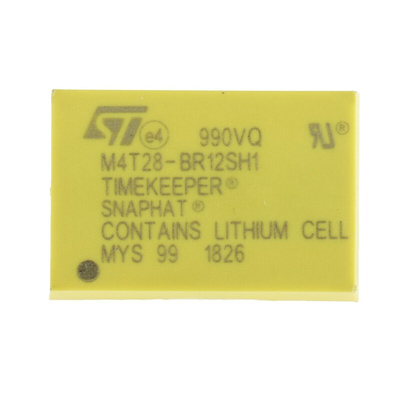 ST e4 990VQ
M4T28-BR12SH1
TIMEKEEPER®
SNAPHAT®
CONTAINS LITHIUM CELL
MYS 99 1826